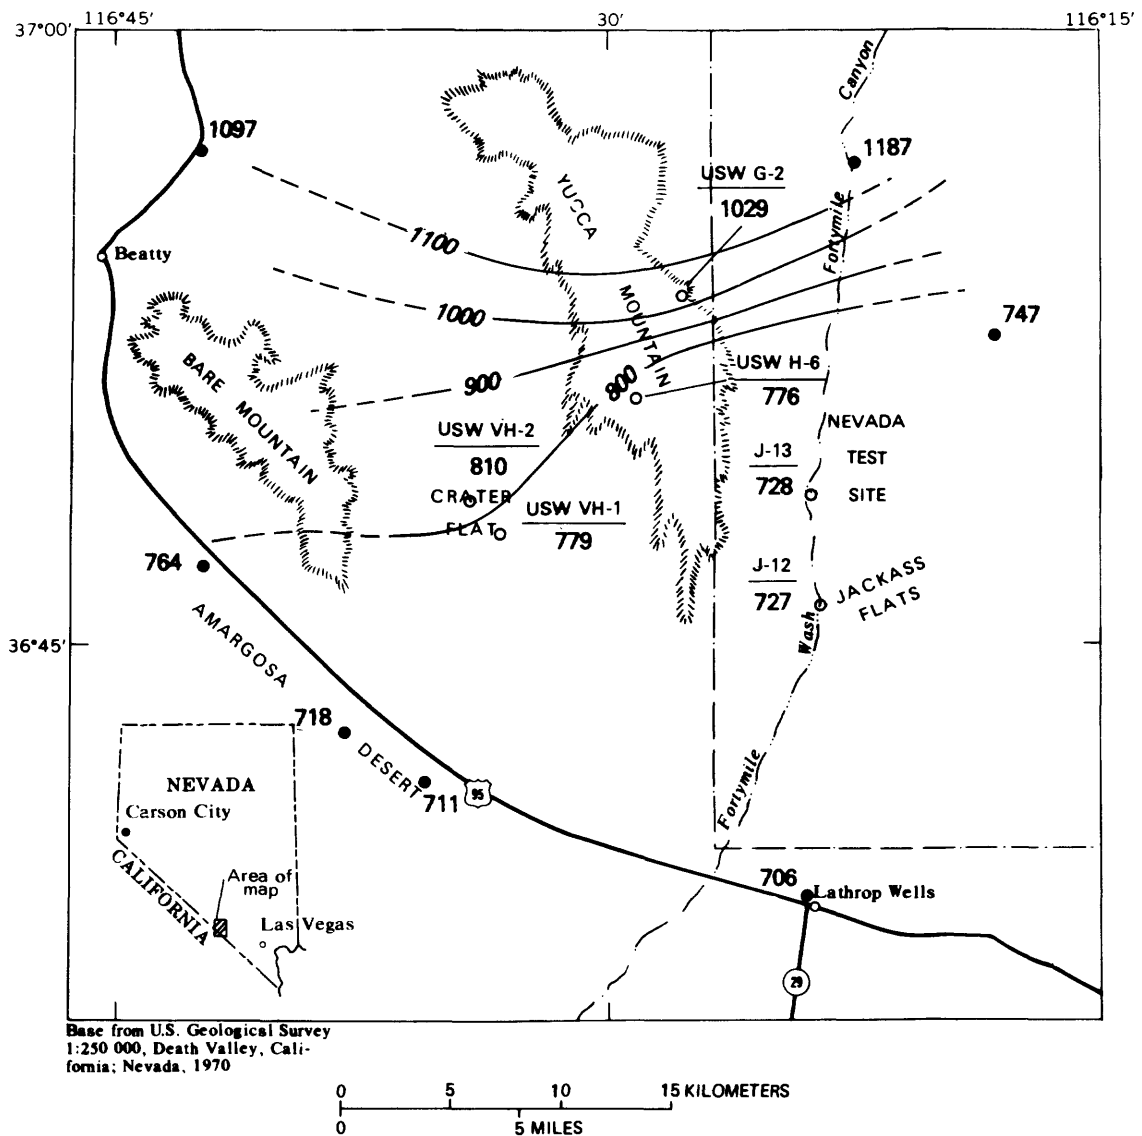 116°45′
30′
116°15′
37°00′
Canyon
1097
1187
USW G-2
1029
YUCCA
Fortymile
1100
Beatty
MOUNTAIN
1000
747
BARE
MOUNTAIN
USW H-6
776
900
800
USW VH-2
810
NEVADA
TEST
SITE
J-13
728
CRATER
FLAT
USW VH-1
779
764
J-12
727
JACKASS
FLATS
AMARGOSA
Wash
36°45′
718
DESERT
711
95
Fortymile
NEVADA
Carson City
CALIFORNIA
Area of
map
Las Vegas
706
Lathrop Wells
29
Base from U.S. Geological Survey
1:250 000, Death Valley, Cali-
fornia; Nevada, 1970
0 5 10 15 KILOMETERS
0 5 MILES